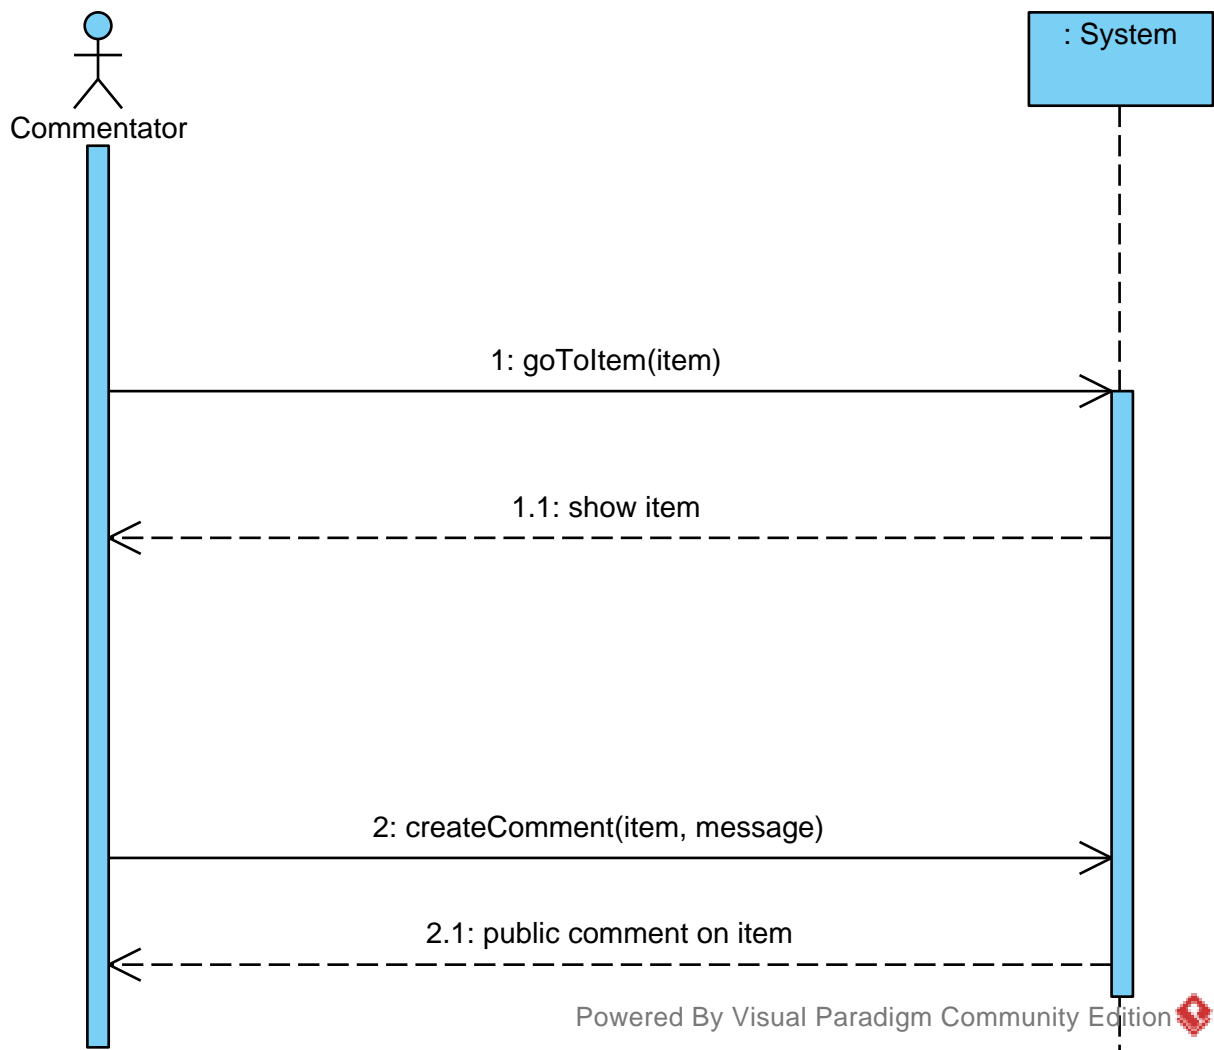 : System
Commentator
1: goToItem(item)
1.1: show item
2: createComment(item, message)
2.1: public comment on item
Powered By Visual Paradigm Community Edition